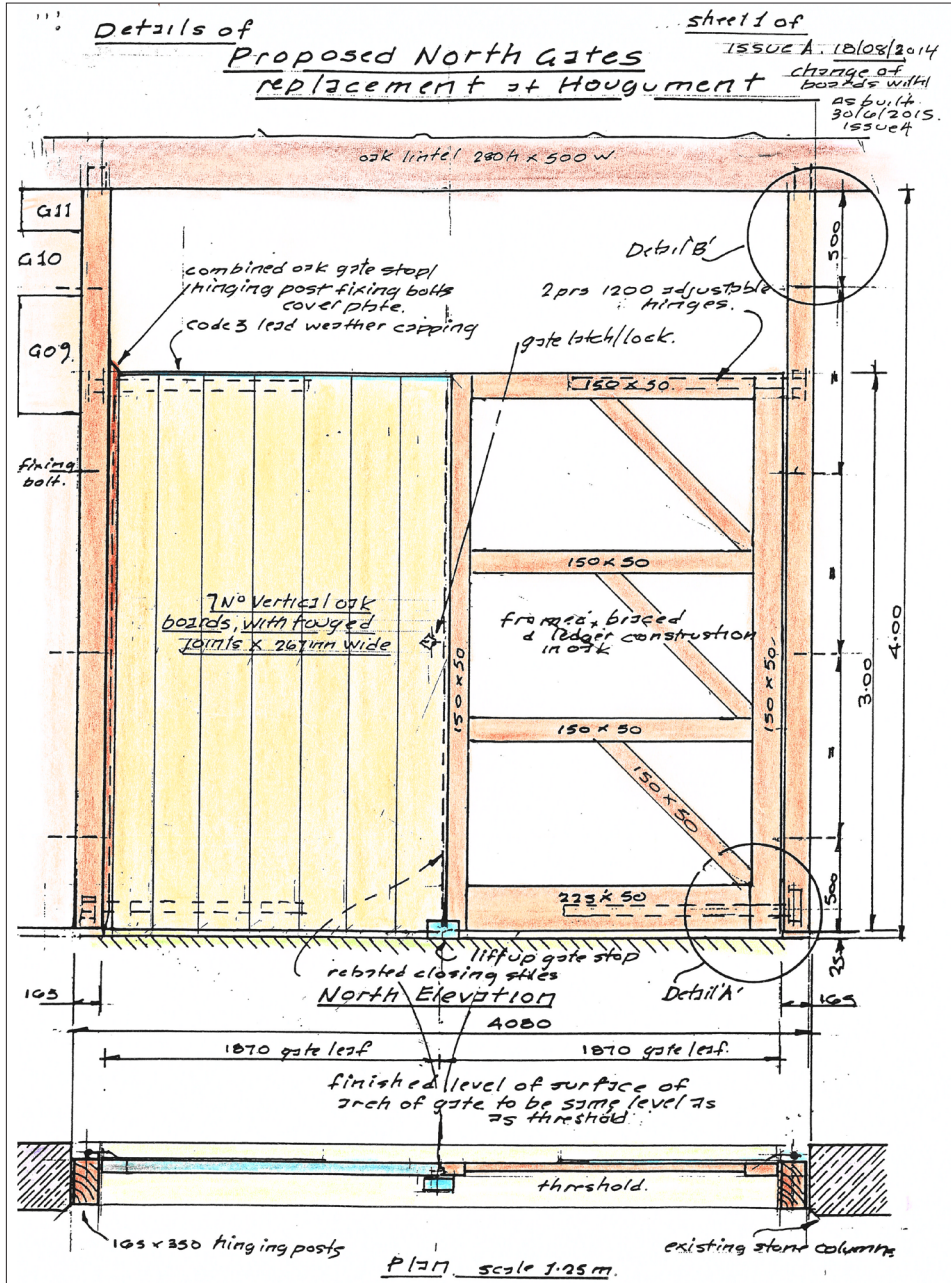 Details of
Proposed North Gates
replacement at Hougument
sheet 1 of
ISSUE A. 18/08/2014
change of
boards with
as built
30/6/2015.
ISSUE A
oak lintel 280h x 500 w.
G11
G10
G09
Detail 'B'
500
combined oak gate stop/
hinging post fixing bolts
cover plate.
code 3 lead weather capping
2 prs 1200 adjustable
hinges.
gate latch/lock.
150 x 50
fixing
bolt.
150 x 50
7 No Vertical oak
boards, with touged
joints x 267mm wide
framed, braced
& ledger construction
in oak
150 x 50
150 x 50
150 x 50
150 x 50
225 x 50
=
=
=
3.00
4.00
500
25
lift up gate stop
rebated closing stiles
North Elevation
Detail 'A'
165
165
4080
1870 gate leaf
1870 gate leaf.
finished level of surface of
arch of gate to be same level as
as threshold
threshold.
165 x 350 hinging posts
existing stone columns
Plan scale 1:25m.